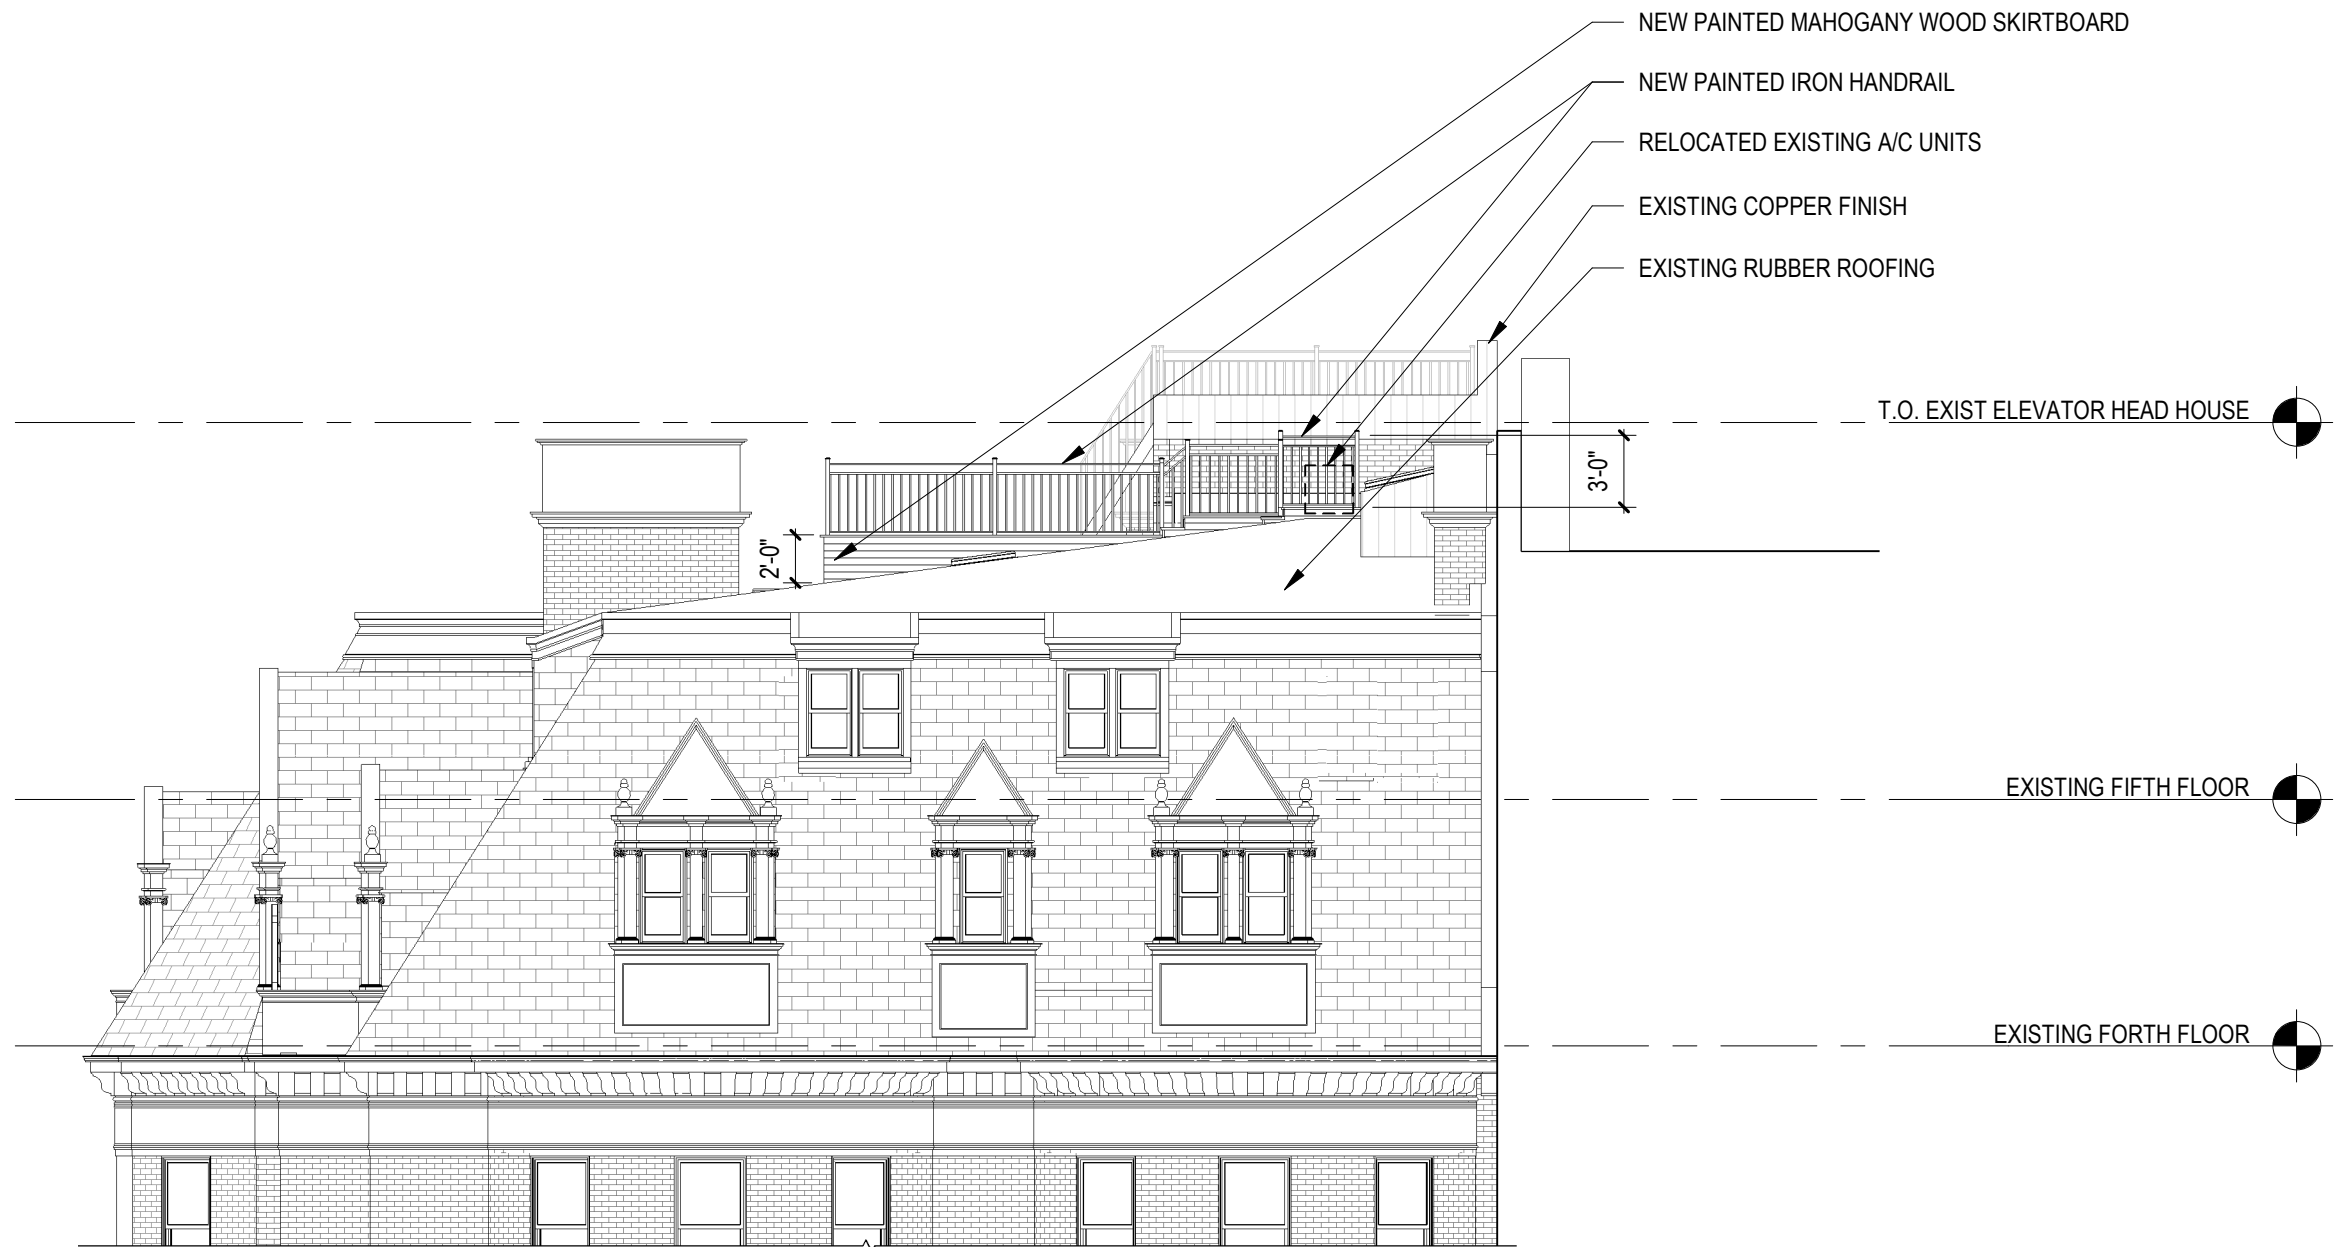 NEW PAINTED MAHOGANY WOOD SKIRTBOARD
NEW PAINTED IRON HANDRAIL
RELOCATED EXISTING A/C UNITS
EXISTING COPPER FINISH
EXISTING RUBBER ROOFING
T.O. EXIST ELEVATOR HEAD HOUSE
3'-0"
2'-0"
EXISTING FIFTH FLOOR
EXISTING FORTH FLOOR